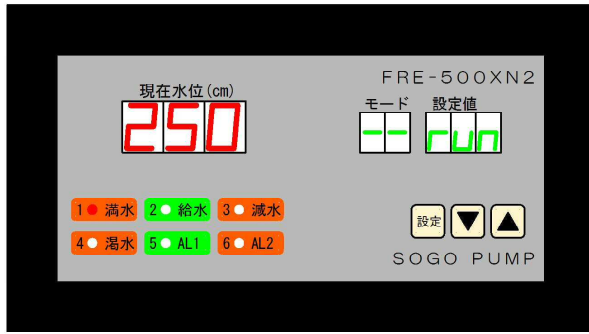 FRE-500XN2
現在水位(cm)
モード 設定値
250 -- run
1 満水 2 給水 3 減水
4 渇水 5 AL1 6 AL2
設定 ▼ ▲
SOGO PUMP